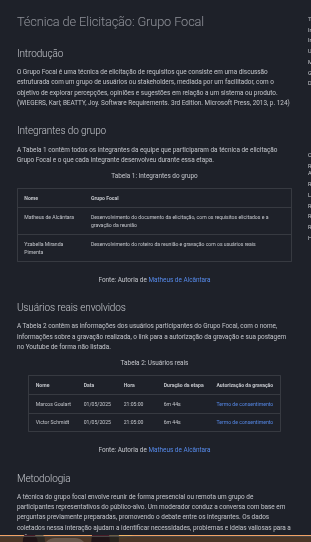 Técnica de Elicitação: Grupo Focal
Introdução
O Grupo Focal é uma técnica de elicitação de requisitos que consiste em uma discussão
estruturada com um grupo de usuários ou stakeholders, mediada por um facilitador, com o
objetivo de explorar percepções, opiniões e sugestões em relação a um sistema ou produto.
(WIEGERS, Karl; BEATTY, Joy. Software Requirements. 3rd Edition. Microsoft Press, 2013, p. 124)
Integrantes do grupo
A Tabela 1 contém todos os integrantes da equipe que participaram da técnica de elicitação
Grupo Focal e o que cada integrante desenvolveu durante essa etapa.
Tabela 1: Integrantes do grupo
Nome Grupo Focal
Matheus de Alcântara Desenvolvimento do documento da elicitação, com os requisitos elicitados e a
gravação da reunião
Yzabella Miranda Desenvolvimento do roteiro da reunião e gravação com os usuários reais
Pimenta
Fonte: Autoria de Matheus de Alcântara
Usuários reais envolvidos
A Tabela 2 contém as informações dos usuários participantes do Grupo Focal, com o nome,
informações sobre a gravação realizada, o link para a autorização da gravação e sua postagem
no Youtube de forma não listada.
Tabela 2: Usuários reais
Nome Data Hora Duração da etapa Autorização da gravação
Marcos Goulart 01/05/2025 21:05:00 6m 44s Termo de consentimento
Victor Schmidt 01/05/2025 21:05:00 6m 44s Termo de consentimento
Fonte: Autoria de Matheus de Alcântara
Metodologia
A técnica do grupo focal envolve reunir de forma presencial ou remota um grupo de
participantes representativos do público-alvo. Um moderador conduz a conversa com base em
perguntas previamente preparadas, promovendo o debate entre os integrantes. Os dados
coletados nessa interação ajudam a identificar necessidades, problemas e ideias valiosas para a